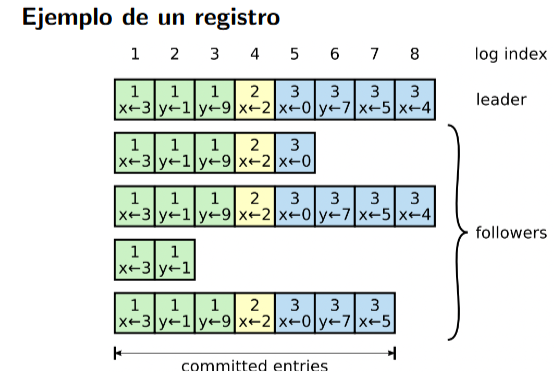 Ejemplo de un registro
1 2 3 4 5 6 7 8 log index
1 1 1 2 3 3 3 3
x←3 y←1 y←9 x←2 x←0 y←7 x←5 x←4
leader
1 1 1 2 3
x←3 y←1 y←9 x←2 x←0
1 1 1 2 3 3 3 3
x←3 y←1 y←9 x←2 x←0 y←7 x←5 x←4
followers
1 1
x←3 y←1
1 1 1 2 3 3 3
x←3 y←1 y←9 x←2 x←0 y←7 x←5
committed entries